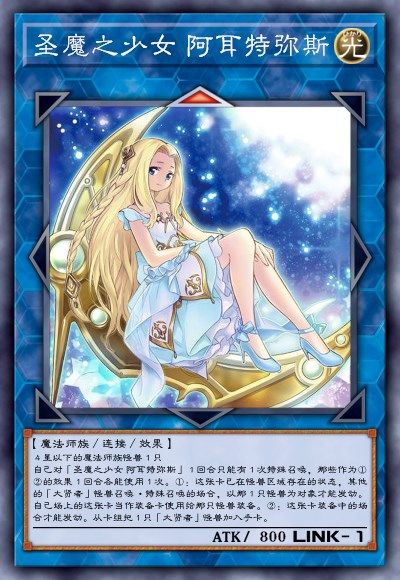 圣魔之少女 阿耳特弥斯
光
【魔法师族／连接／效果】
４星以下的魔法师族怪兽１只
自己对「圣魔之少女 阿耳特弥斯」１回合只能有１次特殊召唤，那些作为①
②的效果１回合各能使用１次。①：这张卡已在怪兽区域存在的状态，其他
的「大贤者」怪兽召唤・特殊召唤的场合，以那１只怪兽为对象才能发动。
自己场上的这张卡当作装备卡使用给那只怪兽装备。②：这张卡装备中的场
合才能发动。从卡组把１只「大贤者」怪兽加入手卡。
ATK/ 800 LINK-1